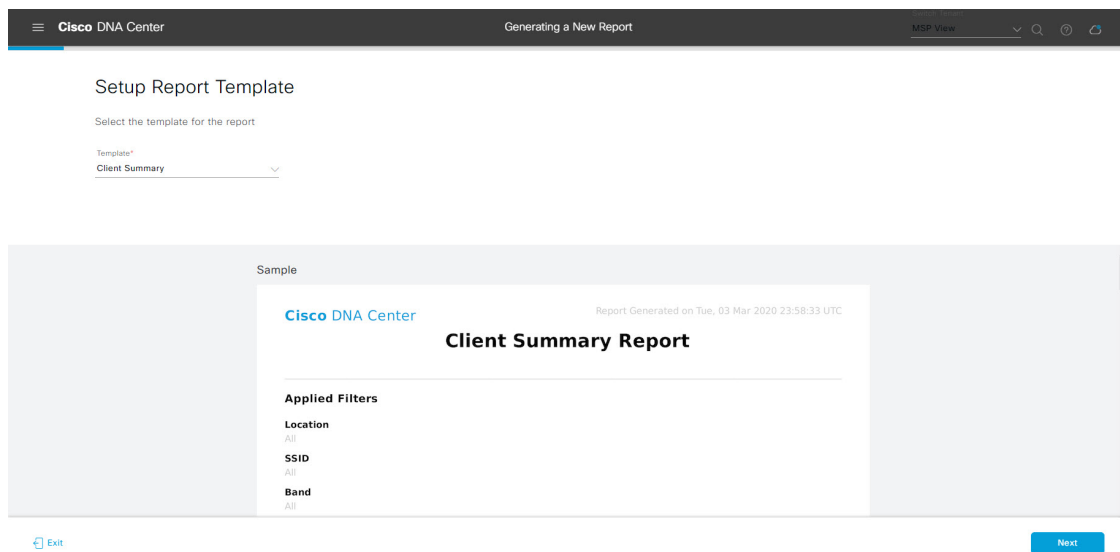 Cisco DNA Center
Generating a New Report
MSP View
Setup Report Template
Select the template for the report
Template*
Client Summary
Sample
Cisco DNA Center
Report Generated on Tue, 03 Mar 2020 23:58:33 UTC
Client Summary Report
Applied Filters
Location
All
SSID
All
Band
All
Exit
Next